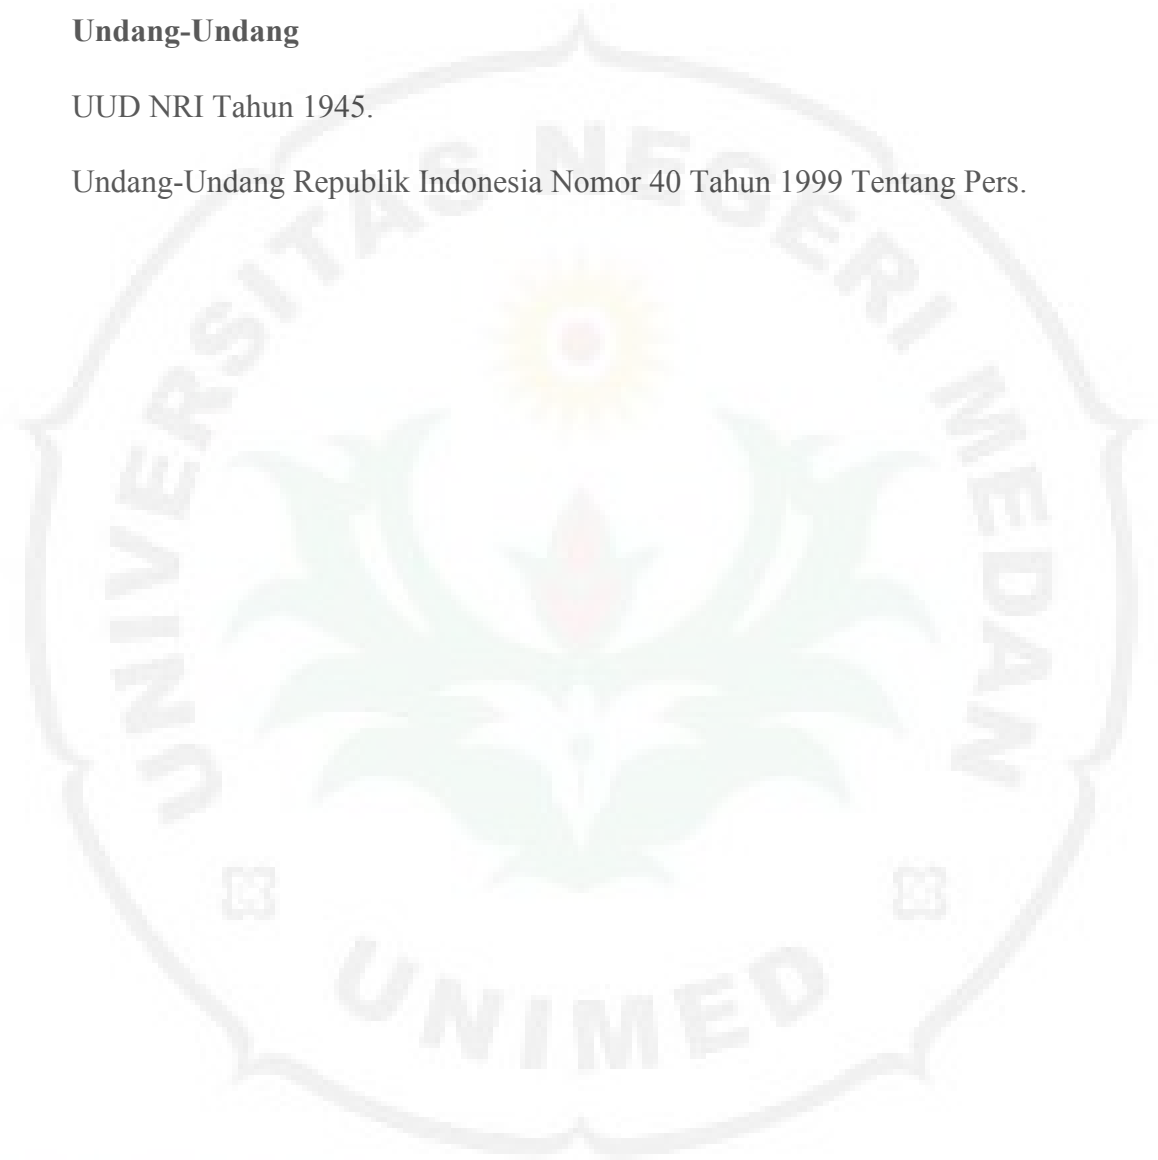 Undang-Undang
UUD NRI Tahun 1945.
Undang-Undang Republik Indonesia Nomor 40 Tahun 1999 Tentang Pers.
UNIVERSITAS NEGERI MEDAN
UNIMED